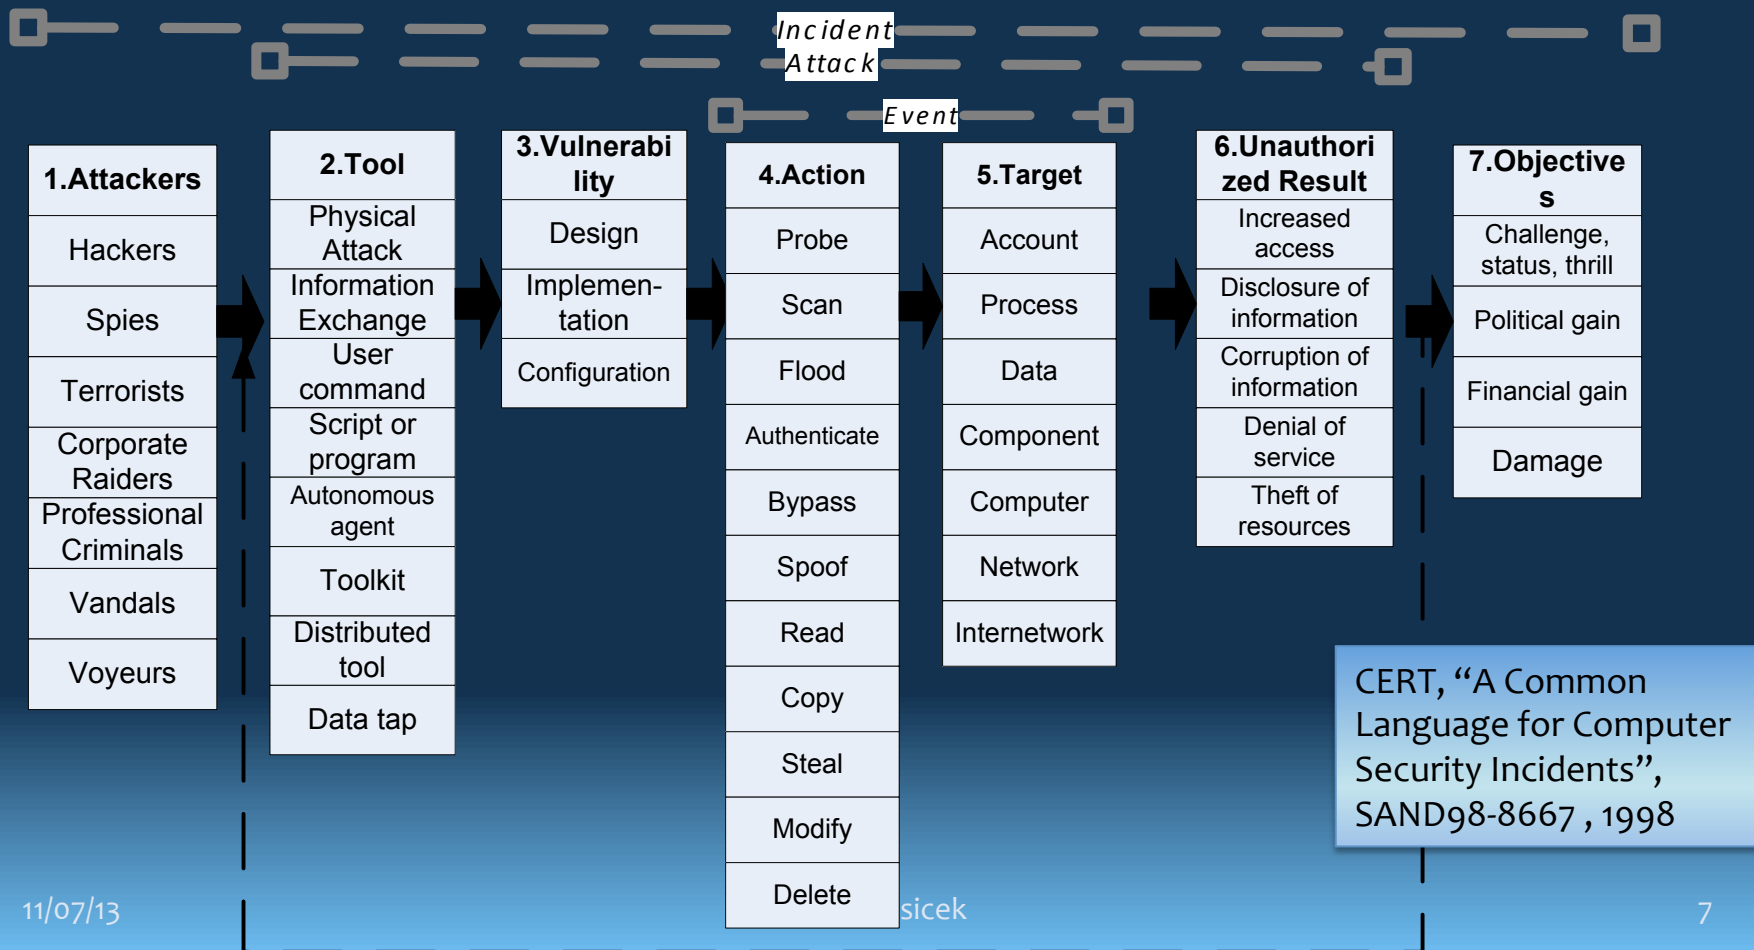 Incident
Attack
Event
1.Attackers
Hackers
Spies
Terrorists
Corporate
Raiders
Professional
Criminals
Vandals
Voyeurs
2.Tool
Physical
Attack
Information
Exchange
User
command
Script or
program
Autonomous
agent
Toolkit
Distributed
tool
Data tap
3.Vulnerabi
lity
Design
Implemen-
tation
Configuration
4.Action
Probe
Scan
Flood
Authenticate
Bypass
Spoof
Read
Copy
Steal
Modify
Delete
5.Target
Account
Process
Data
Component
Computer
Network
Internetwork
6.Unauthori
zed Result
Increased
access
Disclosure of
information
Corruption of
information
Denial of
service
Theft of
resources
7.Objective
s
Challenge,
status, thrill
Political gain
Financial gain
Damage
CERT, “A Common
Language for Computer
Security Incidents”,
SAND98-8667 , 1998
11/07/13
sicek
7